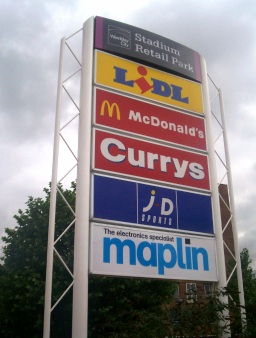 Wembley
City
Stadium
Retail Park
LIDL
McDonald's
Currys
JD
SPORTS
The electronics specialist
maplin